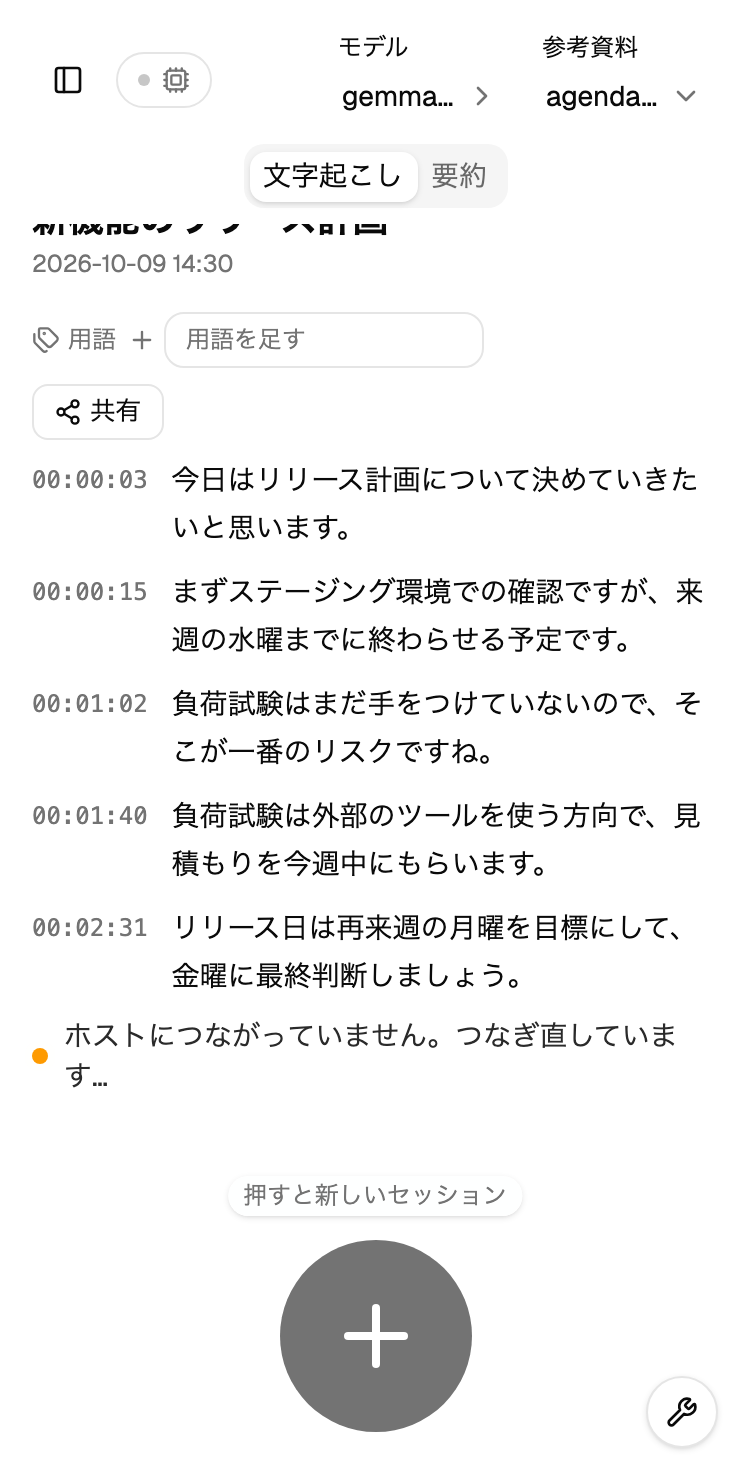 モデル
参考資料
gemma...
agenda...
文字起こし
要約
2026-10-09 14:30
用語
用語を足す
共有
00:00:03 今日はリリース計画について決めていきた
いと思います。
00:00:15 まずステージング環境での確認ですが、来
週の水曜までに終わらせる予定です。
00:01:02 負荷試験はまだ手をつけていないので、そ
こが一番のリスクですね。
00:01:40 負荷試験は外部のツールを使う方向で、見
積もりを今週中にもらいます。
00:02:31 リリース日は再来週の月曜を目標にして、
金曜に最終判断しましょう。
ホストにつながっていません。つなぎ直していま
す...
押すと新しいセッション